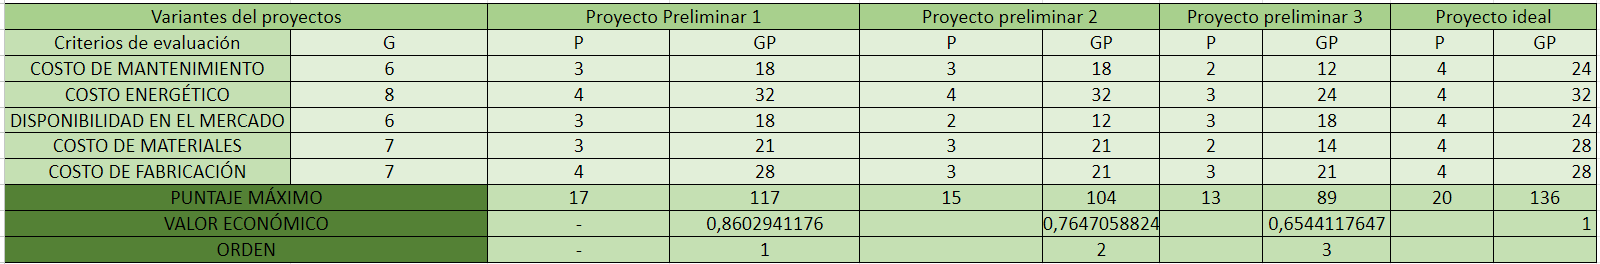 Variantes del proyectos Proyecto Preliminar 1 Proyecto preliminar 2 Proyecto preliminar 3 Proyecto ideal
Criterios de evaluación G P GP P GP P GP P GP
COSTO DE MANTENIMIENTO 6 3 18 3 18 2 12 4 24
COSTO ENERGÉTICO 8 4 32 4 32 3 24 4 32
DISPONIBILIDAD EN EL MERCADO 6 3 18 2 12 3 18 4 24
COSTO DE MATERIALES 7 3 21 3 21 2 14 4 28
COSTO DE FABRICACIÓN 7 4 28 3 21 3 21 4 28
PUNTAJE MÁXIMO 17 117 15 104 13 89 20 136
VALOR ECONÓMICO - 0,8602941176 0,7647058824 0,6544117647 1
ORDEN - 1 2 3